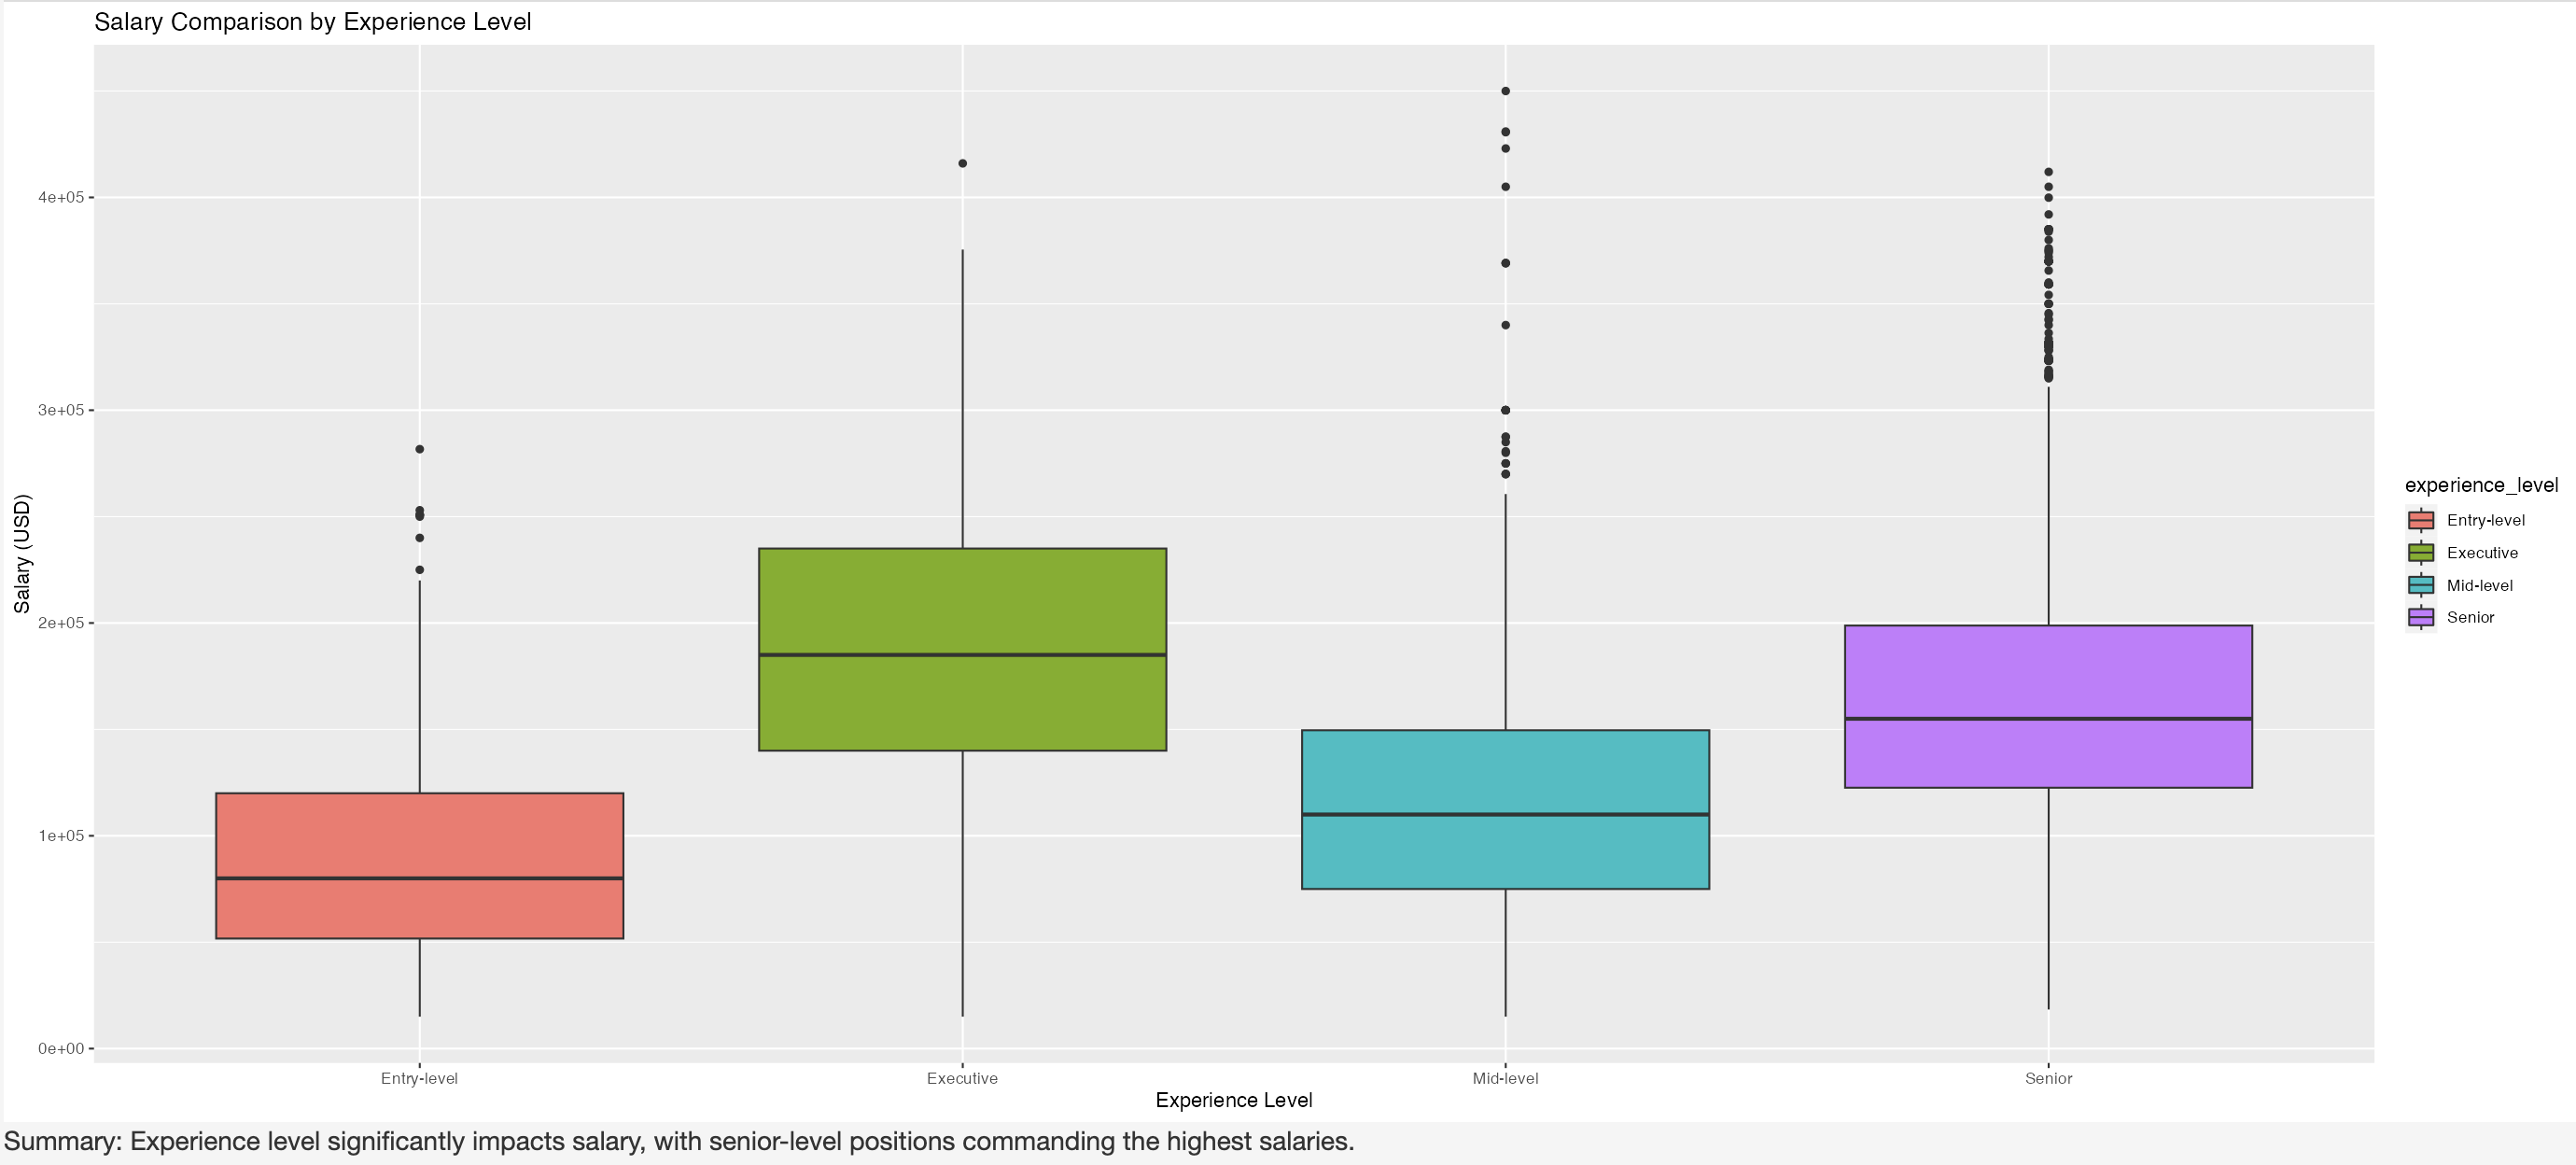 Salary Comparison by Experience Level
4e+05
3e+05
2e+05
1e+05
0e+00
Salary (USD)
Entry-level
Executive
Mid-level
Senior
Experience Level
experience_level
Entry-level
Executive
Mid-level
Senior
Summary: Experience level significantly impacts salary, with senior-level positions commanding the highest salaries.